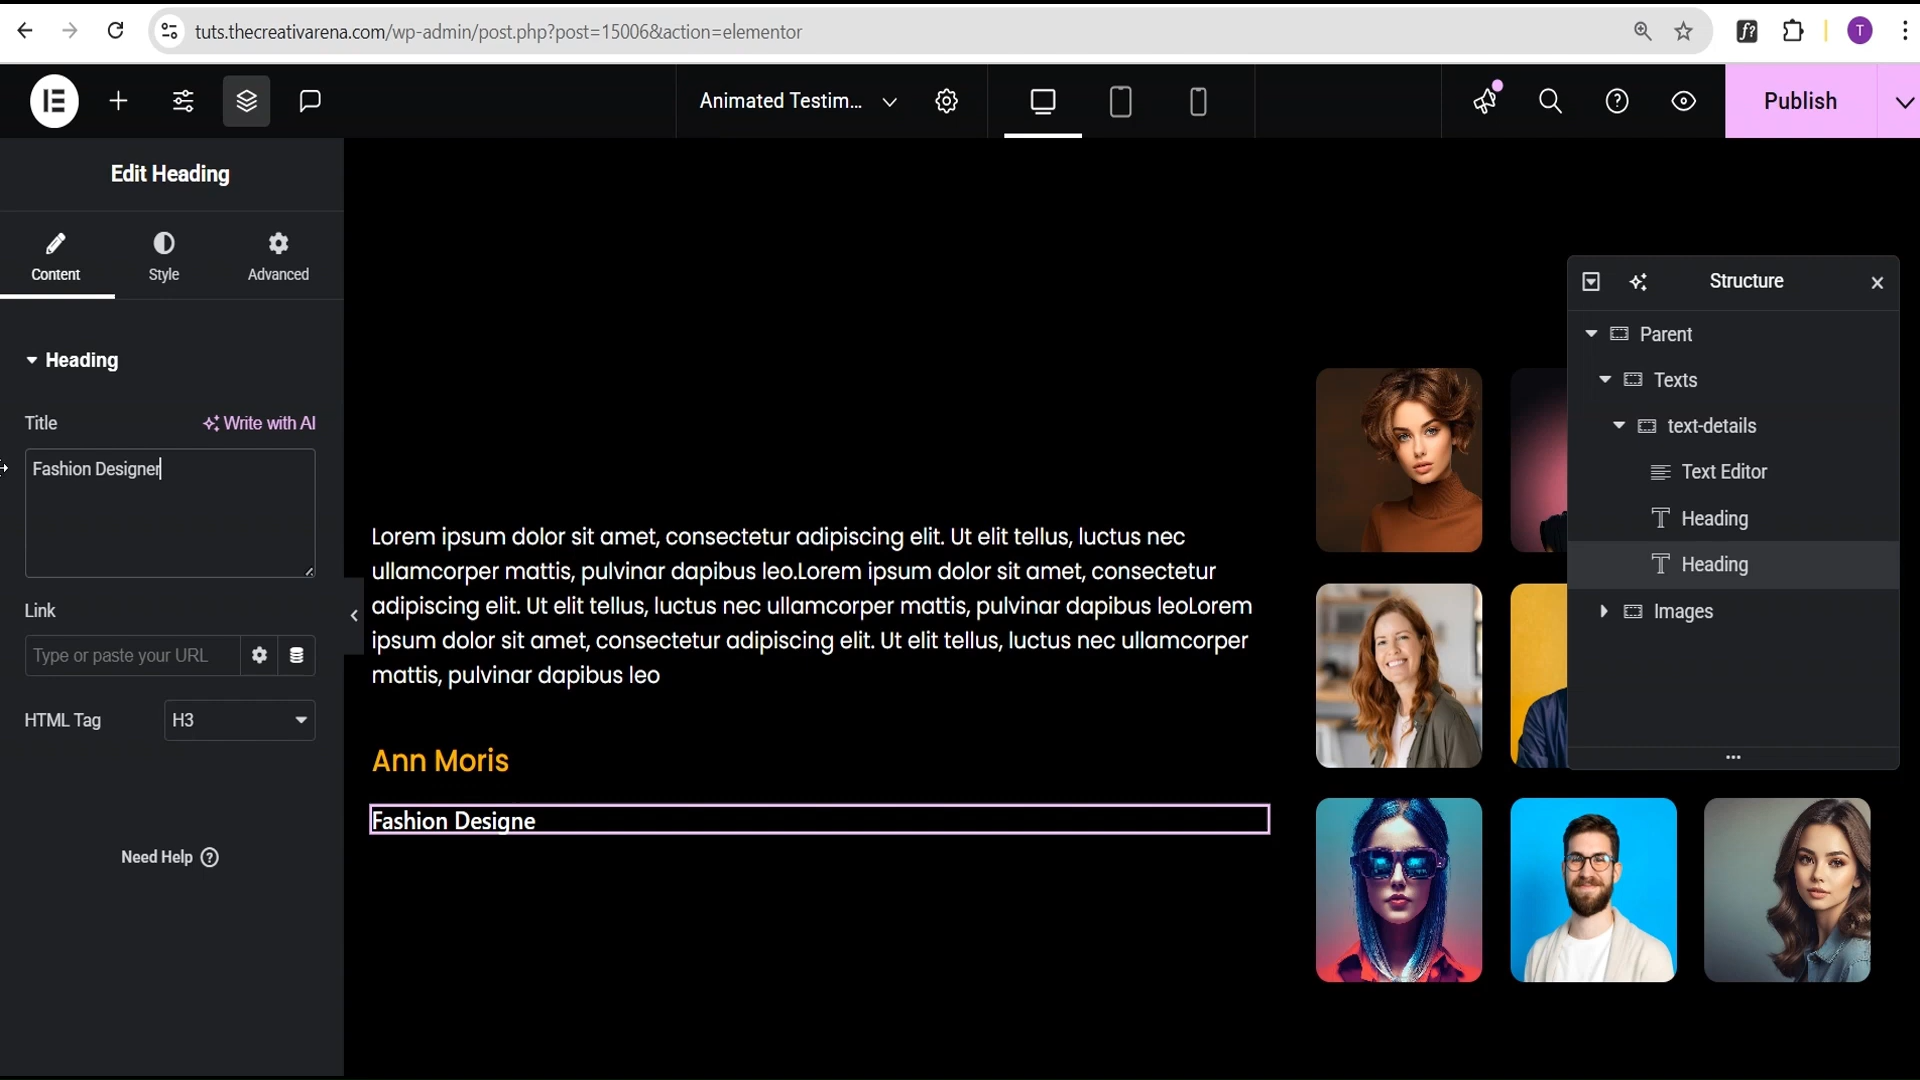 tuts.thecreativarena.com/wp-admin/post.php?post=15006&action=elementor
f?
T
Animated Testim...
Publish
Edit Heading
Content
Style
Advanced
Heading
Title
Write with AI
Fashion Designer
Link
Type or paste your URL
HTML Tag
H3
Need Help
Lorem ipsum dolor sit amet, consectetur adipiscing elit. Ut elit tellus, luctus nec
ullamcorper mattis, pulvinar dapibus leo.Lorem ipsum dolor sit amet, consectetur
adipiscing elit. Ut elit tellus, luctus nec ullamcorper mattis, pulvinar dapibus leoLorem
ipsum dolor sit amet, consectetur adipiscing elit. Ut elit tellus, luctus nec ullamcorper
mattis, pulvinar dapibus leo
Ann Moris
Fashion Designe
Structure
Parent
Texts
text-details
Text Editor
Heading
Heading
Images